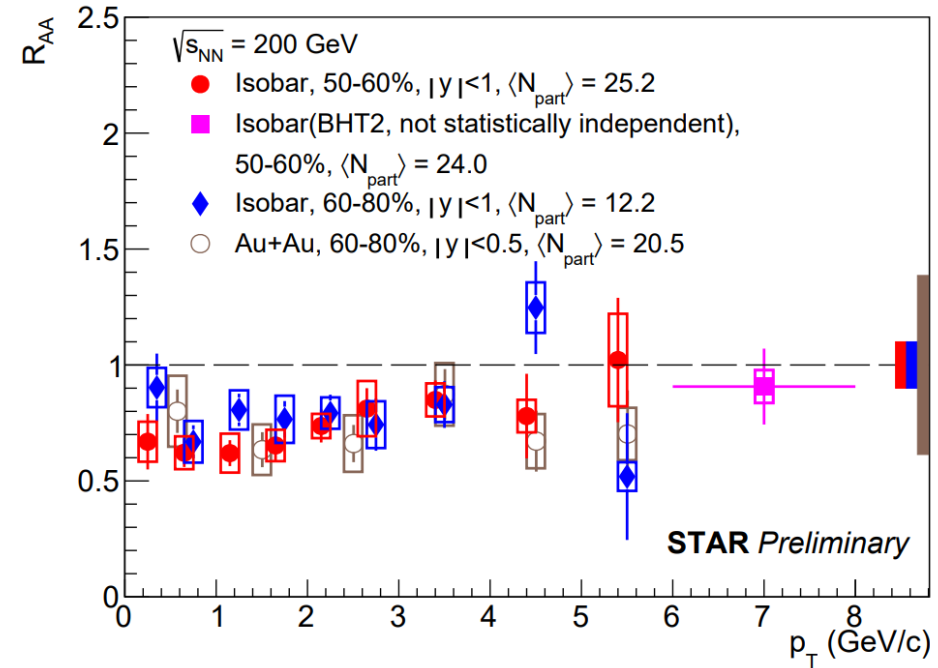 R_AA
2.5
2
1.5
1
0.5
0
√s_NN = 200 GeV
Isobar, 50-60%, |y|<1, ⟨N_part⟩ = 25.2
Isobar(BHT2, not statistically independent),
50-60%, ⟨N_part⟩ = 24.0
Isobar, 60-80%, |y|<1, ⟨N_part⟩ = 12.2
Au+Au, 60-80%, |y|<0.5, ⟨N_part⟩ = 20.5
STAR Preliminary
0 1 2 3 4 5 6 7 8
p_T (GeV/c)